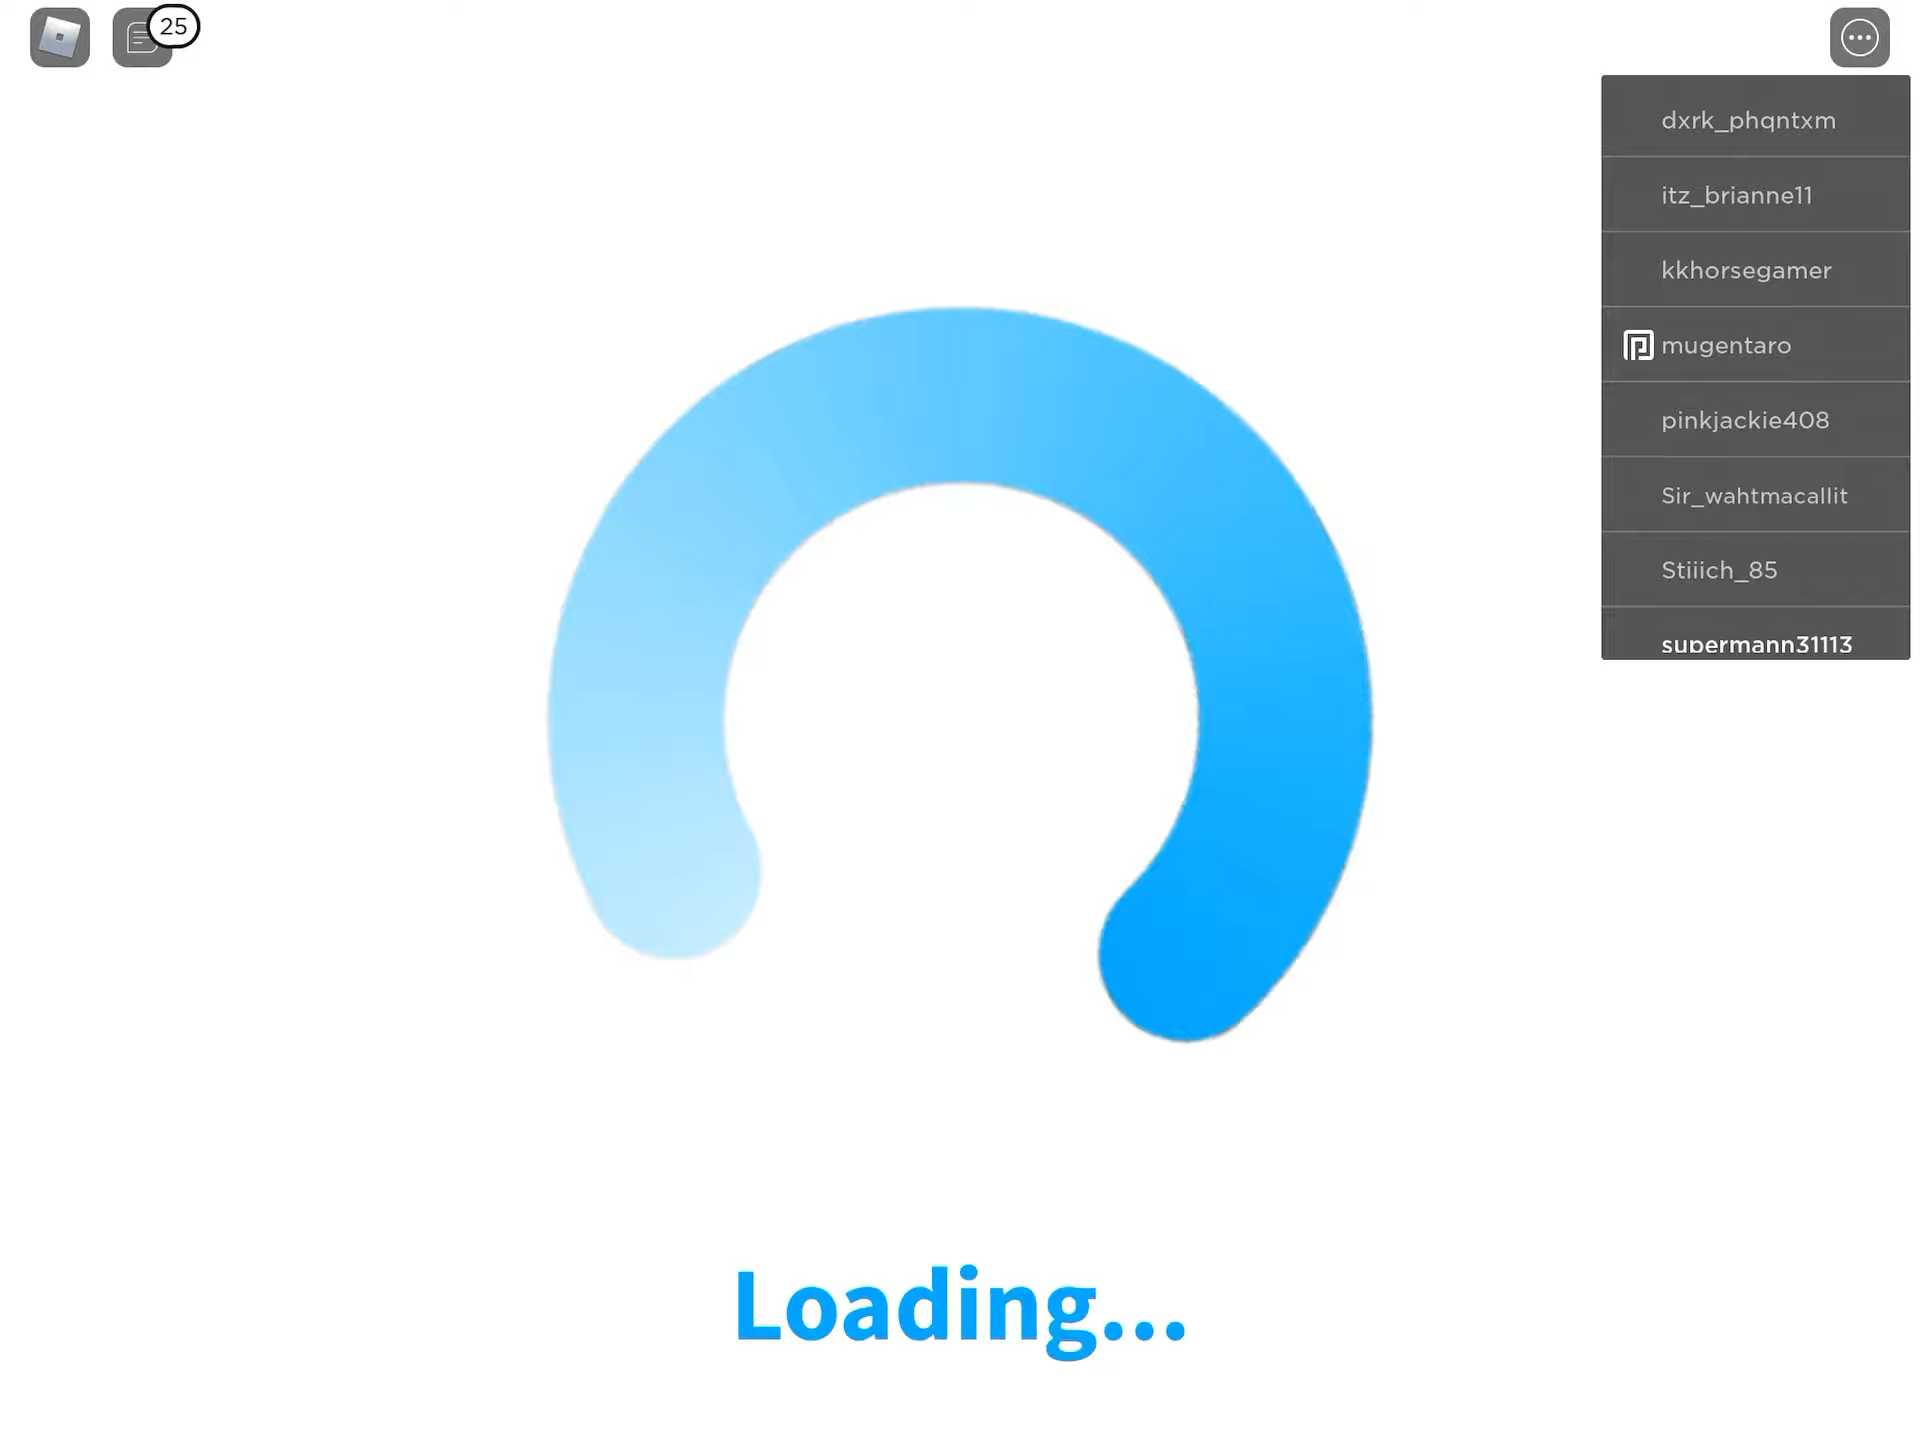 25
dxrk_phqntxm
itz_brianne11
kkhorsegamer
mugentaro
pinkjackie408
Sir_wahtmacallit
Stiiich_85
supermann31113
Loading...